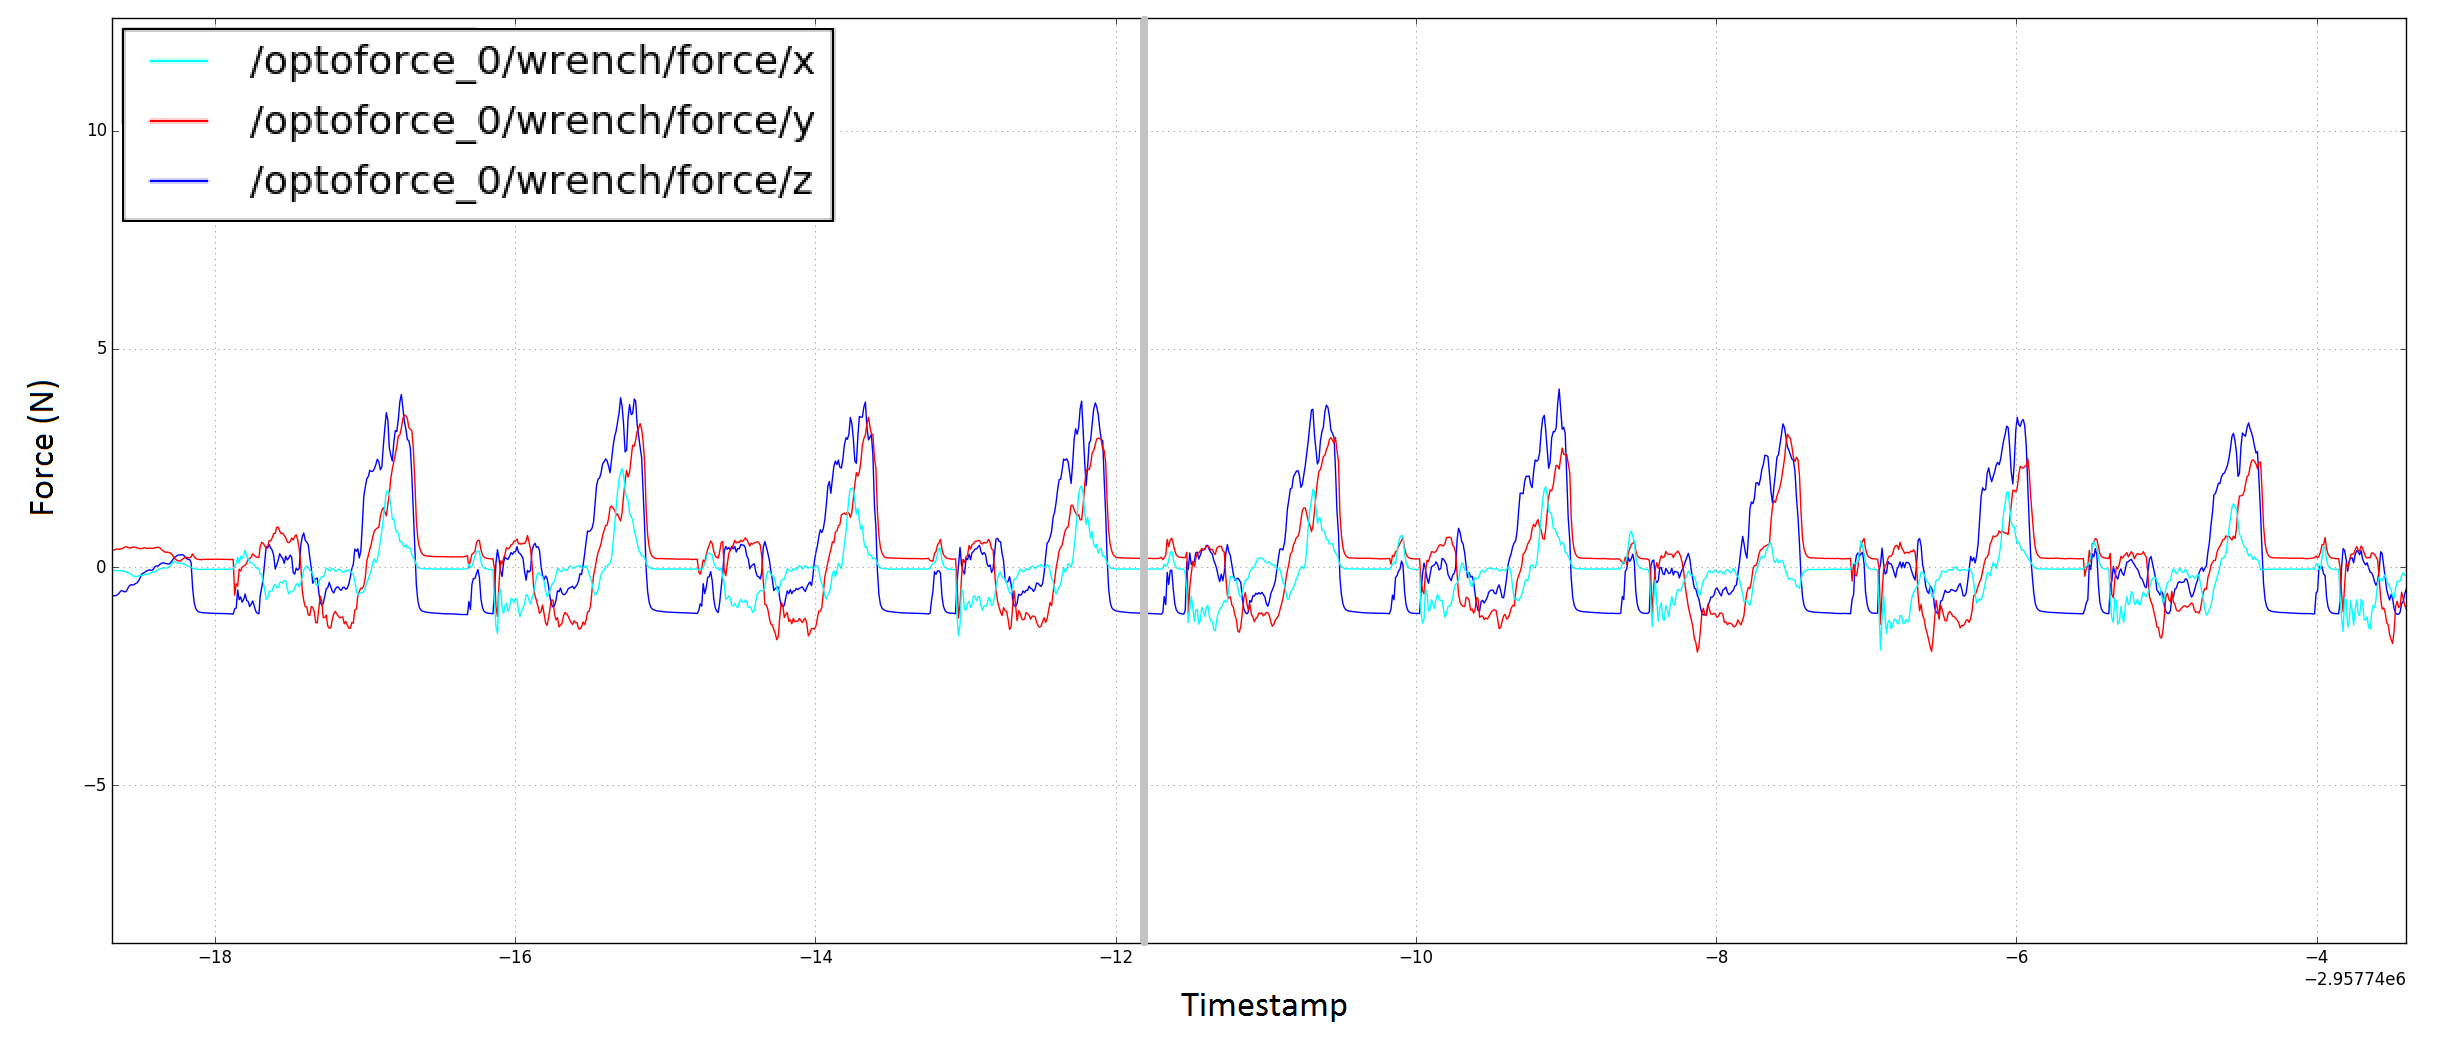 /optoforce_0/wrench/force/x
/optoforce_0/wrench/force/y
/optoforce_0/wrench/force/z
10
5
0
−5
Force (N)
−18 −16 −14 −12 −10 −8 −6 −4
−2.95774e6
Timestamp